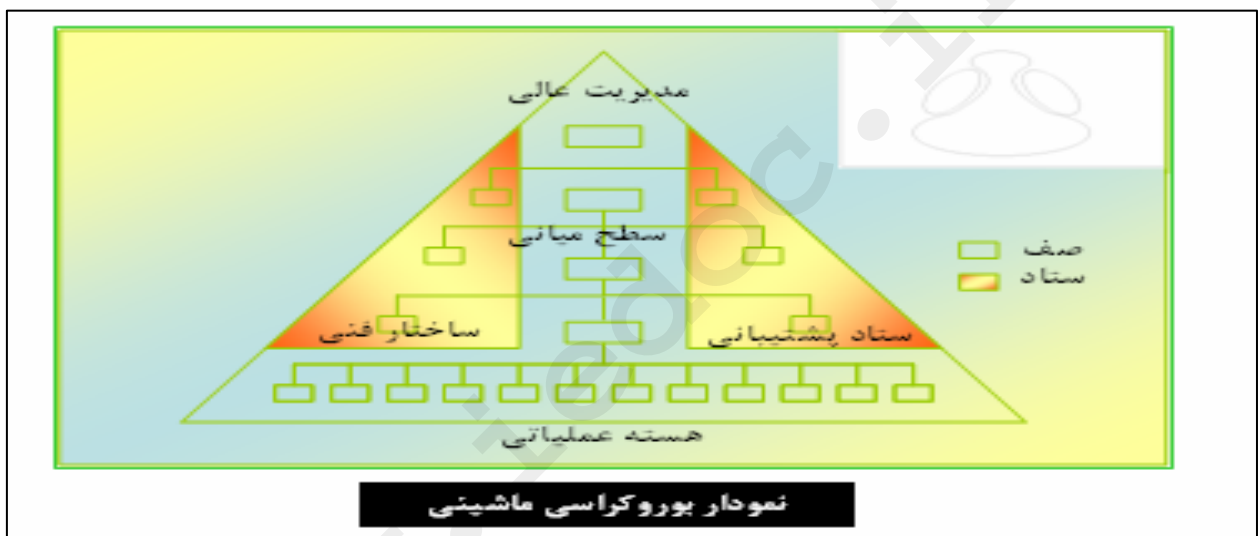 مدیریت عالی
سطح میانی
صف
ستاد
ساختار فنی
ستاد پشتیبانی
هسته عملیاتی
نمودار بوروکراسی ماشینی